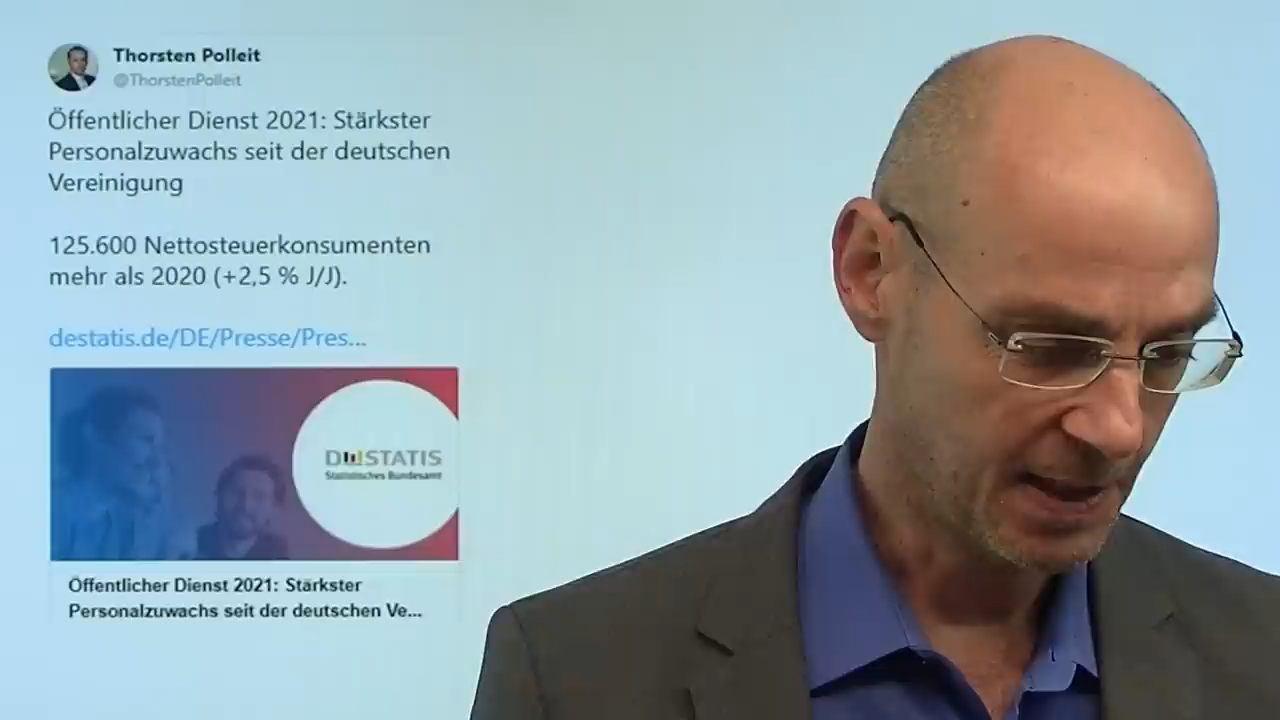 Thorsten Polleit
@ThorstenPolleit
Öffentlicher Dienst 2021: Stärkster
Personalzuwachs seit der deutschen
Vereinigung
125.600 Nettosteuerkonsumenten
mehr als 2020 (+2,5 % J/J).
destatis.de/DE/Presse/Pres...
DESTATIS
Statistisches Bundesamt
Öffentlicher Dienst 2021: Stärkster
Personalzuwachs seit der deutschen Ve...